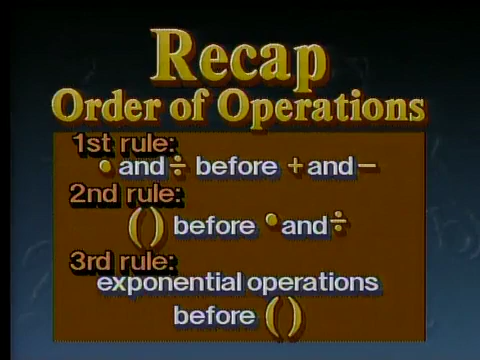 Recap
Order of Operations
1st rule:
• and ÷ before + and −
2nd rule:
() before • and ÷
3rd rule:
exponential operations
before ()